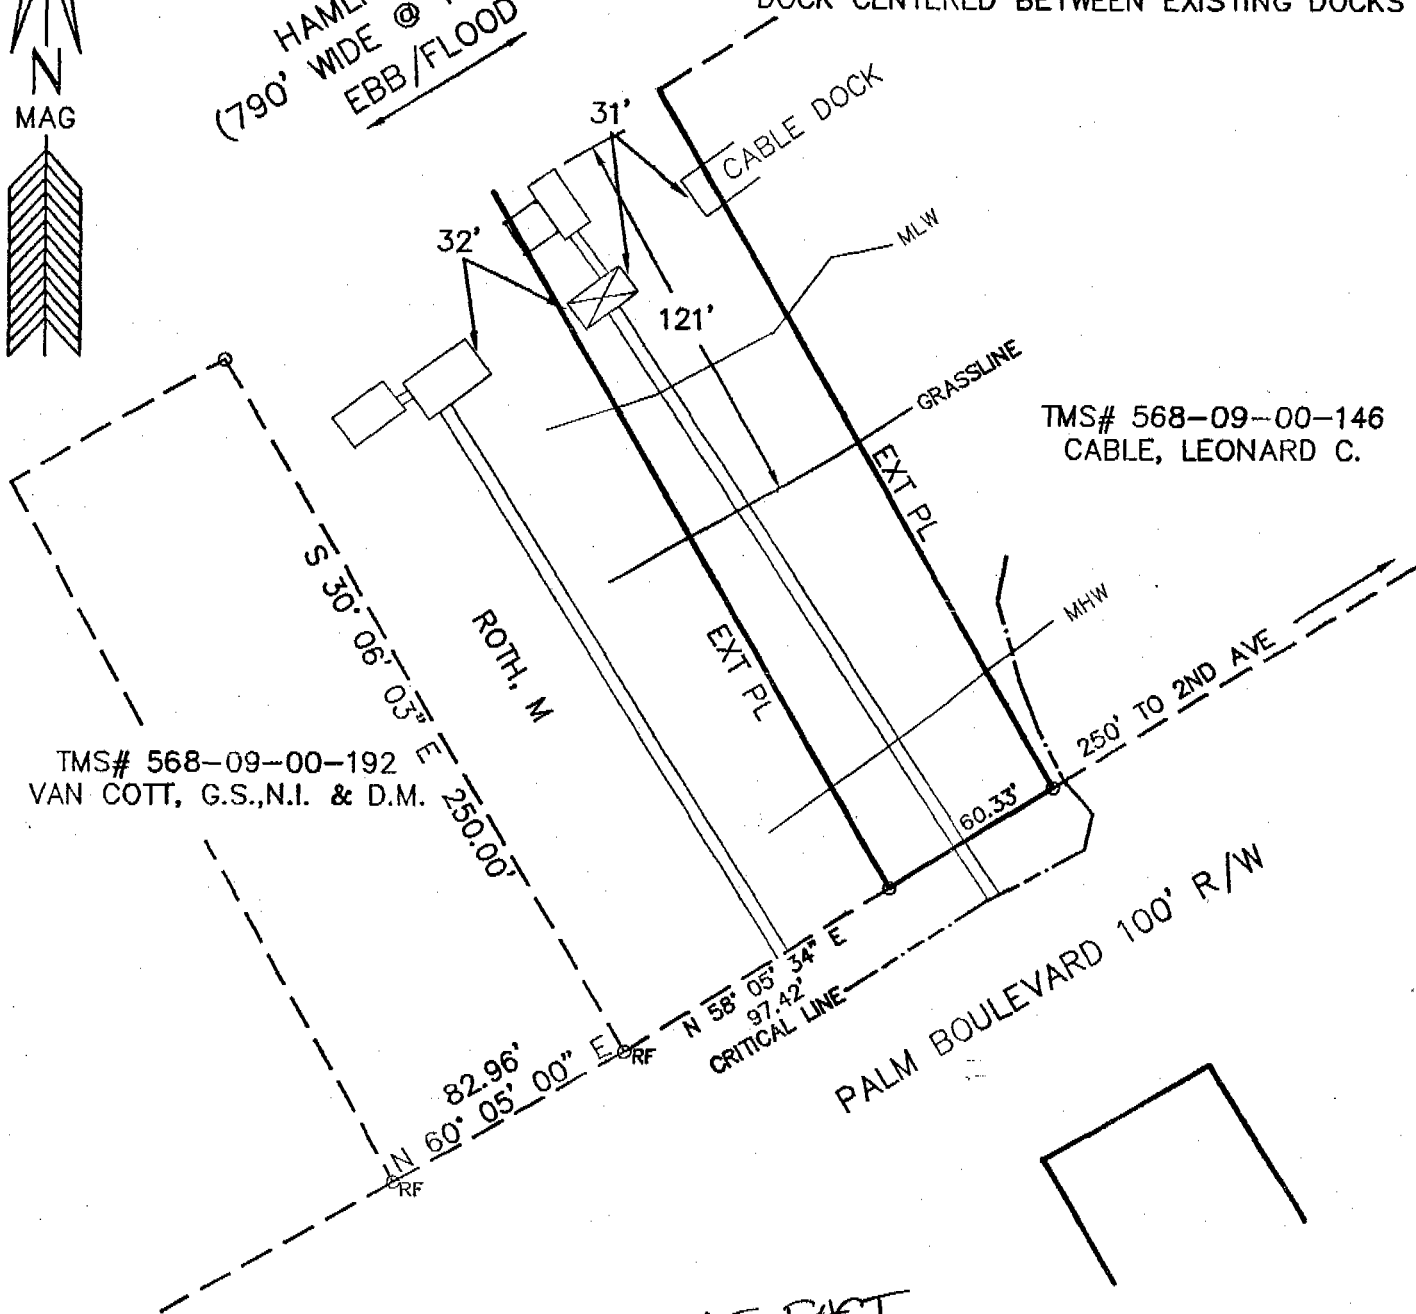 DOCK CENTERED BETWEEN EXISTING DOCKS
(790' WIDE @
EBB/FLOOD
N
MAG
31'
CABLE DOCK
32'
MLW
121'
GRASSLINE
TMS# 568-09-00-146
CABLE, LEONARD C.
EXT PL
S 30° 06' 03" E 250.00'
ROTH, M
EXT PL
MHW
250' TO 2ND AVE
TMS# 568-09-00-192
VAN COTT, G.S.,N.I. & D.M.
60.33'
N 58° 05' 34" E
97.42'
CRITICAL LINE
PALM BOULEVARD 100' R/W
82.96'
N 60° 05' 00" E
RF
RF